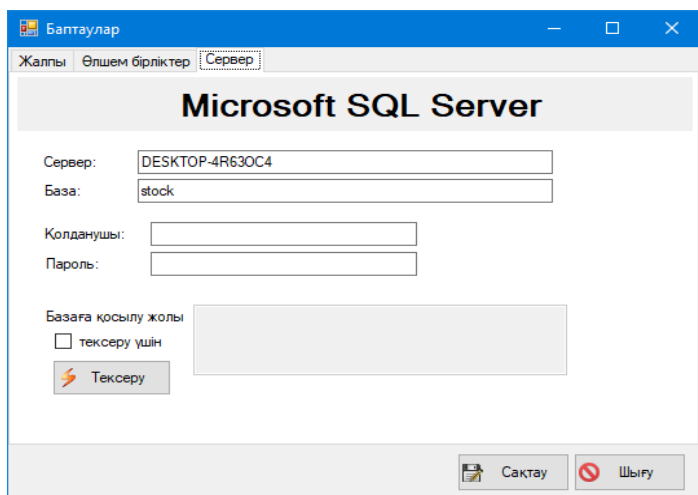 Баптаулар
Жалпы Өлшем бірліктер Сервер
Microsoft SQL Server
Сервер: DESKTOP-4R63OC4
База: stock
Қолданушы:
Пароль:
Базаға қосылу жолы
тексеру үшін
Тексеру
Сақтау Шығу